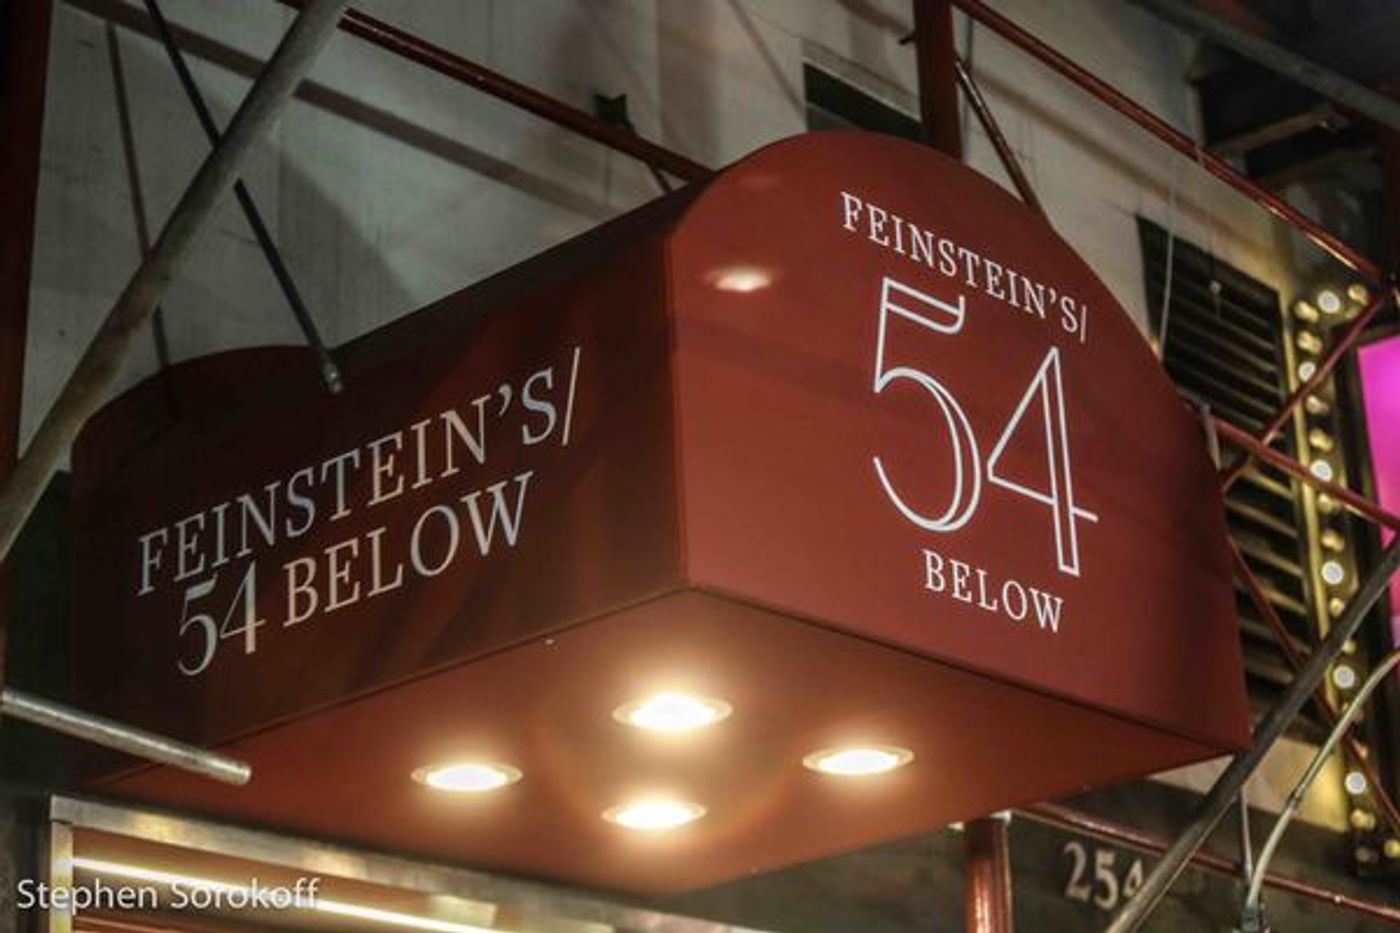 FEINSTEIN'S/
54 BELOW
FEINSTEIN'S/
54
BELOW
254
Stephen Sorokoff